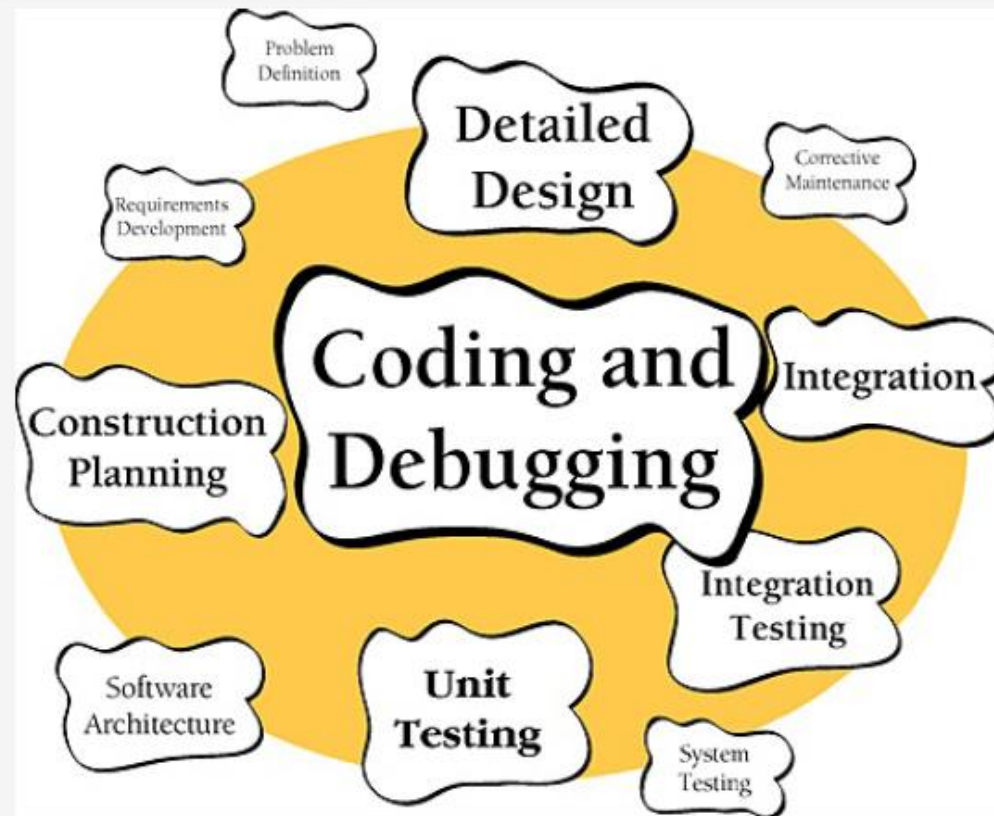 Problem
Definition
Detailed
Design
Corrective
Maintenance
Requirements
Development
Coding and
Debugging
Integration
Construction
Planning
Integration
Testing
Software
Architecture
Unit
Testing
System
Testing